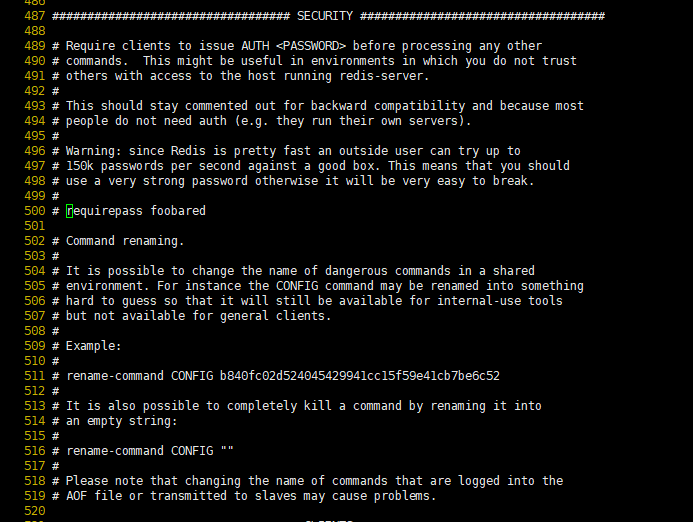 486
487 ################################## SECURITY ###################################
488
489 # Require clients to issue AUTH <PASSWORD> before processing any other
490 # commands.  This might be useful in environments in which you do not trust
491 # others with access to the host running redis-server.
492 #
493 # This should stay commented out for backward compatibility and because most
494 # people do not need auth (e.g. they run their own servers).
495 #
496 # Warning: since Redis is pretty fast an outside user can try up to
497 # 150k passwords per second against a good box. This means that you should
498 # use a very strong password otherwise it will be very easy to break.
499 #
500 # requirepass foobared
501
502 # Command renaming.
503 #
504 # It is possible to change the name of dangerous commands in a shared
505 # environment. For instance the CONFIG command may be renamed into something
506 # hard to guess so that it will still be available for internal-use tools
507 # but not available for general clients.
508 #
509 # Example:
510 #
511 # rename-command CONFIG b840fc02d524045429941cc15f59e41cb7be6c52
512 #
513 # It is also possible to completely kill a command by renaming it into
514 # an empty string:
515 #
516 # rename-command CONFIG ""
517 #
518 # Please note that changing the name of commands that are logged into the
519 # AOF file or transmitted to slaves may cause problems.
520